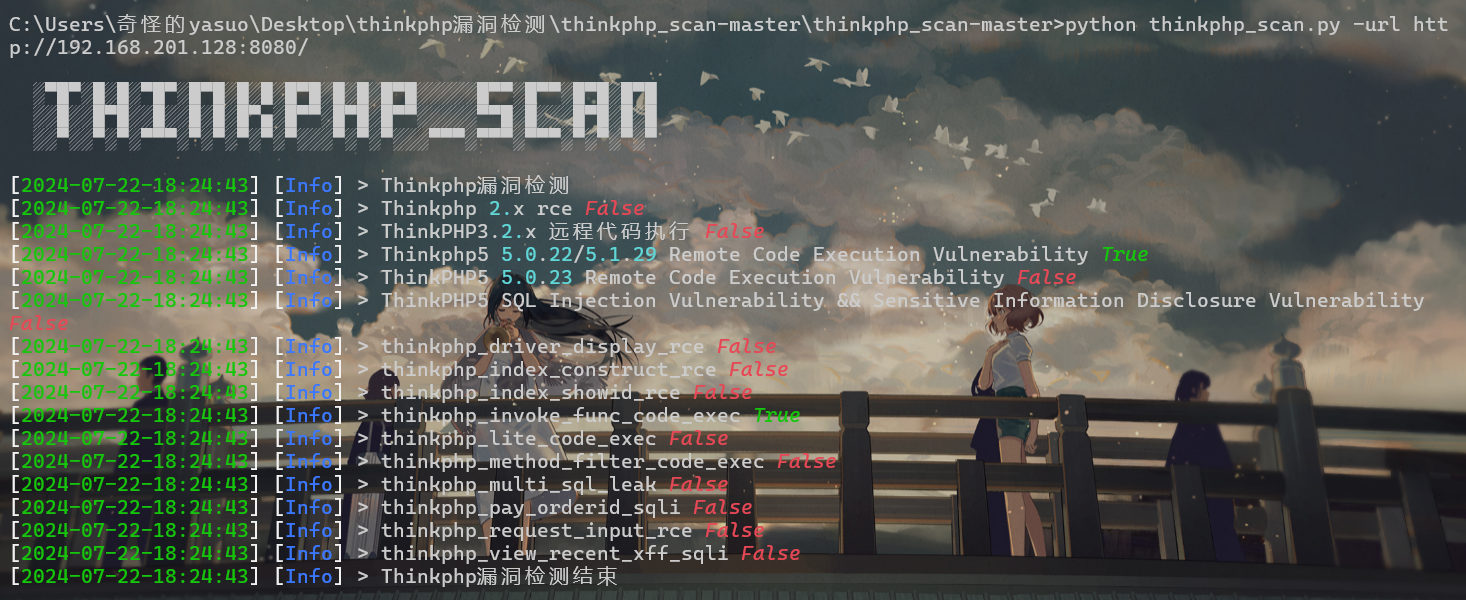 C:\Users\奇怪的yasuo\Desktop\thinkphp漏洞检测\thinkphp_scan-master\thinkphp_scan-master>python thinkphp_scan.py -url htt
p://192.168.201.128:8080/
THINKPHP_SCAN
[2024-07-22-18:24:43] [Info] > Thinkphp漏洞检测
[2024-07-22-18:24:43] [Info] > Thinkphp 2.x rce False
[2024-07-22-18:24:43] [Info] > ThinkPHP3.2.x 远程代码执行 False
[2024-07-22-18:24:43] [Info] > Thinkphp5 5.0.22/5.1.29 Remote Code Execution Vulnerability True
[2024-07-22-18:24:43] [Info] > ThinkPHP5 5.0.23 Remote Code Execution Vulnerability False
[2024-07-22-18:24:43] [Info] > ThinkPHP5 SQL Injection Vulnerability && Sensitive Information Disclosure Vulnerability
False
[2024-07-22-18:24:43] [Info] > thinkphp_driver_display_rce False
[2024-07-22-18:24:43] [Info] > thinkphp_index_construct_rce False
[2024-07-22-18:24:43] [Info] > thinkphp_index_showid_rce False
[2024-07-22-18:24:43] [Info] > thinkphp_invoke_func_code_exec True
[2024-07-22-18:24:43] [Info] > thinkphp_lite_code_exec False
[2024-07-22-18:24:43] [Info] > thinkphp_method_filter_code_exec False
[2024-07-22-18:24:43] [Info] > thinkphp_multi_sql_leak False
[2024-07-22-18:24:43] [Info] > thinkphp_pay_orderid_sqli False
[2024-07-22-18:24:43] [Info] > thinkphp_request_input_rce False
[2024-07-22-18:24:43] [Info] > thinkphp_view_recent_xff_sqli False
[2024-07-22-18:24:43] [Info] > Thinkphp漏洞检测结束